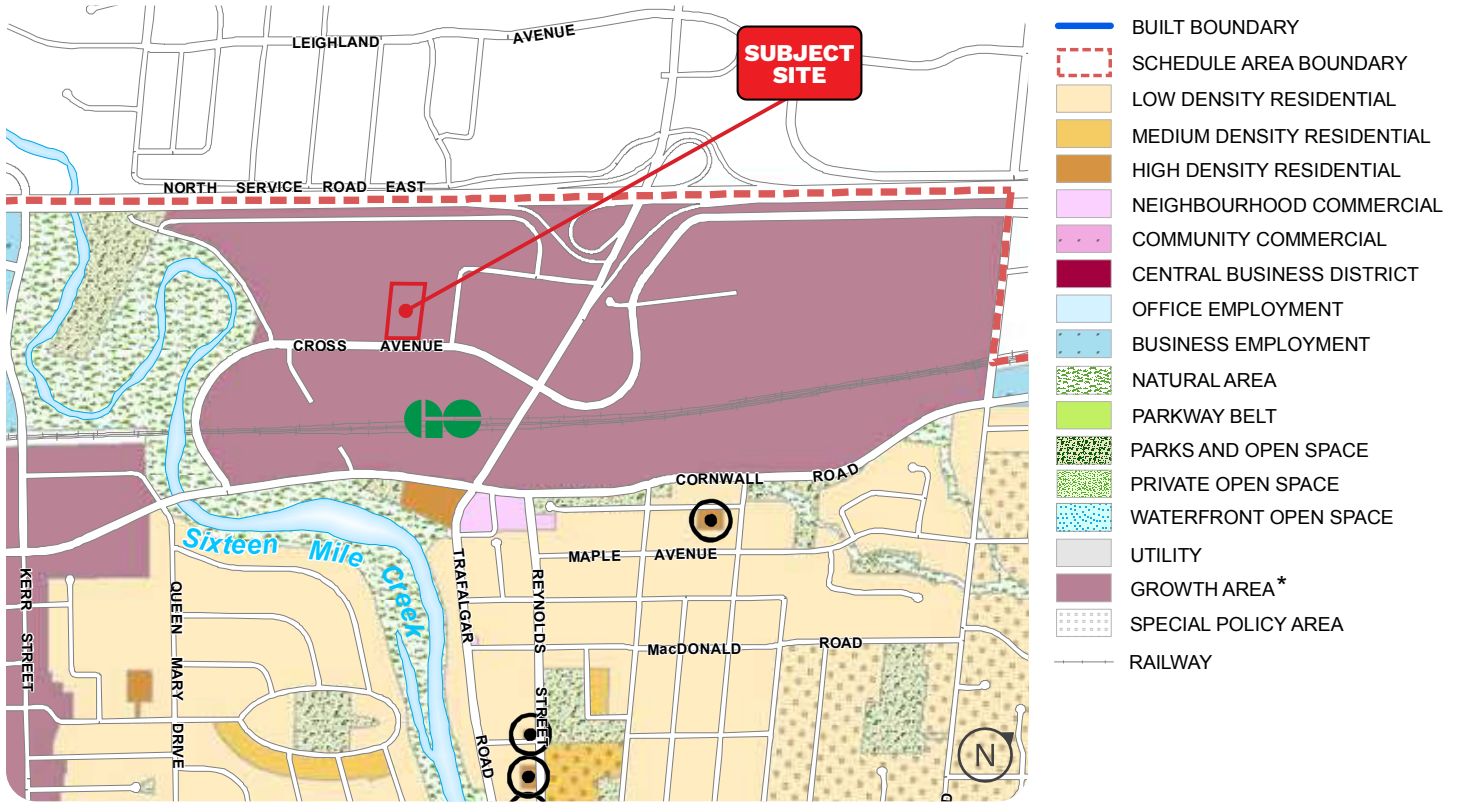 LEIGHLAND AVENUE
SUBJECT
SITE
NORTH SERVICE ROAD EAST
CROSS AVENUE
GO
CORNWALL ROAD
Sixteen Mile Creek
MAPLE AVENUE
KERR STREET
QUEEN MARY DRIVE
TRAFALGAR ROAD
REYNOLDS STREET
MacDONALD ROAD
N
D
BUILT BOUNDARY
SCHEDULE AREA BOUNDARY
LOW DENSITY RESIDENTIAL
MEDIUM DENSITY RESIDENTIAL
HIGH DENSITY RESIDENTIAL
NEIGHBOURHOOD COMMERCIAL
COMMUNITY COMMERCIAL
CENTRAL BUSINESS DISTRICT
OFFICE EMPLOYMENT
BUSINESS EMPLOYMENT
NATURAL AREA
PARKWAY BELT
PARKS AND OPEN SPACE
PRIVATE OPEN SPACE
WATERFRONT OPEN SPACE
UTILITY
GROWTH AREA*
SPECIAL POLICY AREA
RAILWAY